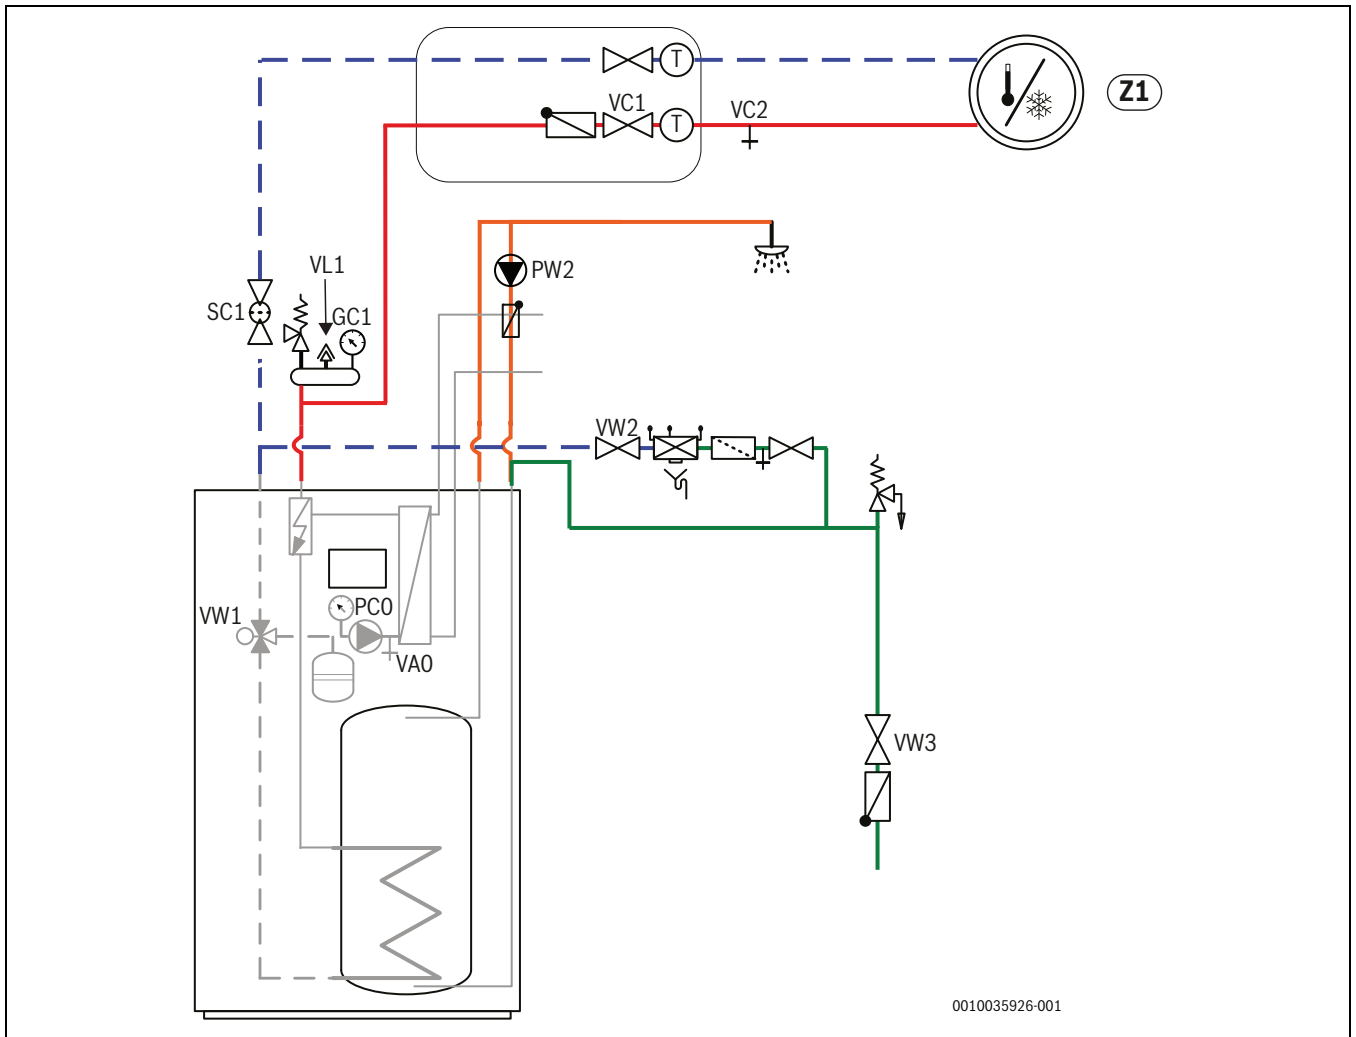 T
Z1
VC1
VC2
T
PW2
VL1
SC1
GC1
VW2
PC0
VW1
VA0
VW3
0010035926-001